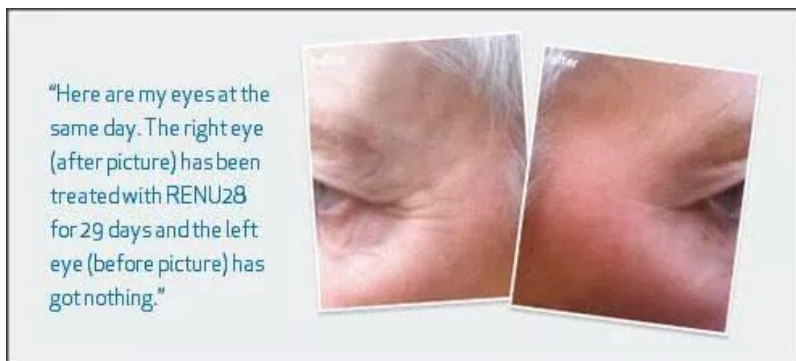 "Here are my eyes at the
same day. The right eye
(after picture) has been
treated with RENU28
for 29 days and the left
eye (before picture) has
got nothing."
before
after